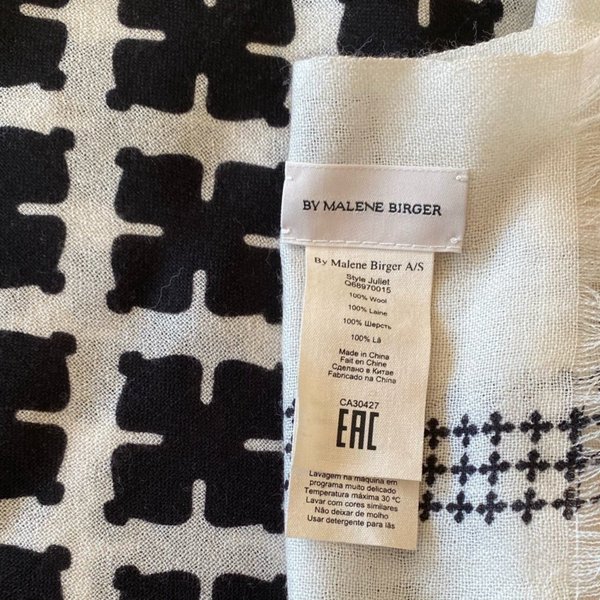 BY MALENE BIRGER
By Malene Birger A/S
Style Juliet
Q68970015
100% Wool
100% Laine
100% Шерсть
100% Lã
Made in China
Fait en Chine
Сделано в Китае
Fabricado na China
CA30427
EAC
Lavagem na máquina em
programa muito delicado
Temperatura máxima 30 ºC
Lavar com cores similares
Não deixar de molho
Usar detergente para lãs